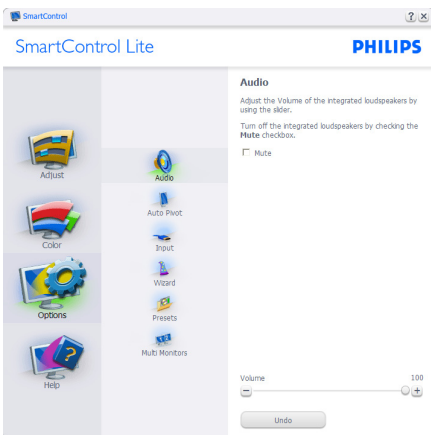 SmartControl
SmartControl Lite
PHILIPS
Adjust
Color
Options
Help
Audio
Auto Pivot
Input
Wizard
Presets
Multi Monitors
Audio
Adjust the Volume of the integrated loudspeakers by
using the slider.
Turn off the integrated loudspeakers by checking the
Mute checkbox.
Mute
Volume 100
Undo